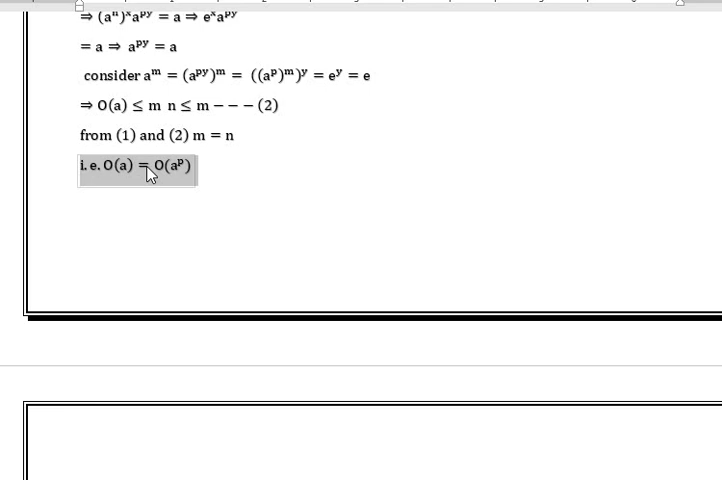 ⇒ (aⁿ)ˣaᵖʸ = a ⇒ eˣaᵖʸ
= a ⇒ aᵖʸ = a
consider aᵐ = (aᵖʸ)ᵐ = ((aᵖ)ᵐ)ʸ = eʸ = e
⇒ O(a) ≤ m n ≤ m − − − (2)
from (1) and (2) m = n
i. e. O(a) = O(aᵖ)